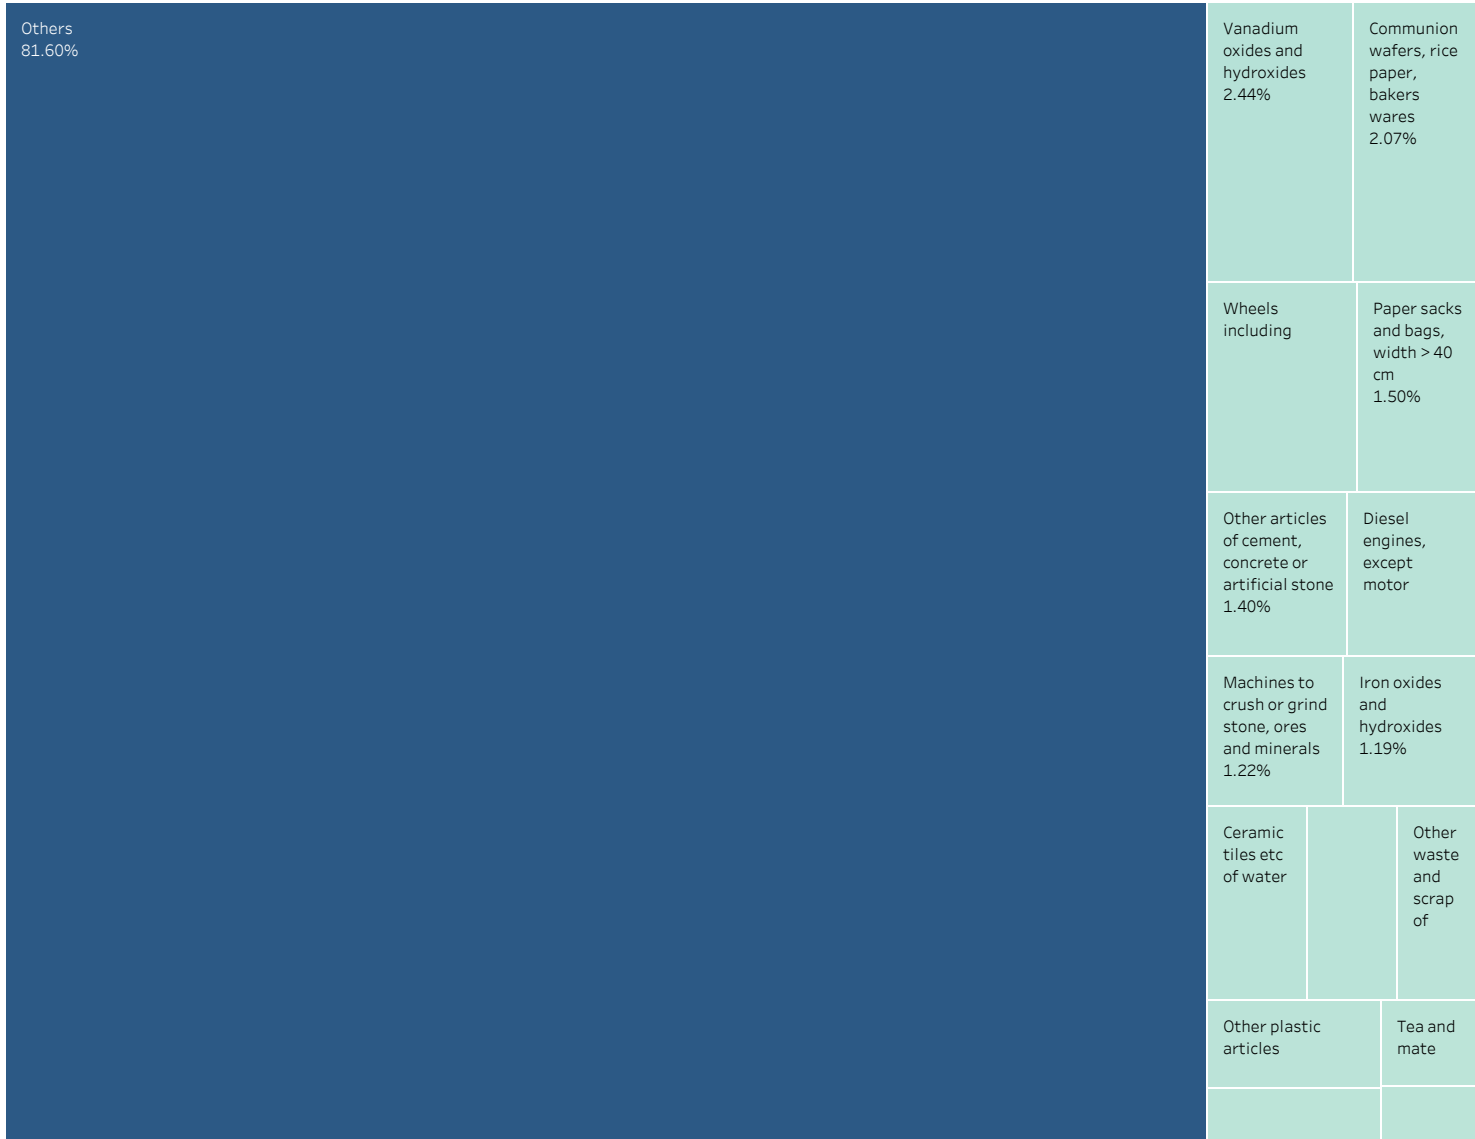 Others
81.60%
Vanadium
oxides and
hydroxides
2.44%
Communion
wafers, rice
paper,
bakers
wares
2.07%
Wheels
including
Paper sacks
and bags,
width > 40
cm
1.50%
Other articles
of cement,
concrete or
artificial stone
1.40%
Diesel
engines,
except
motor
Machines to
crush or grind
stone, ores
and minerals
1.22%
Iron oxides
and
hydroxides
1.19%
Ceramic
tiles etc
of water
Other
waste
and
scrap
of
Other plastic
articles
Tea and
mate